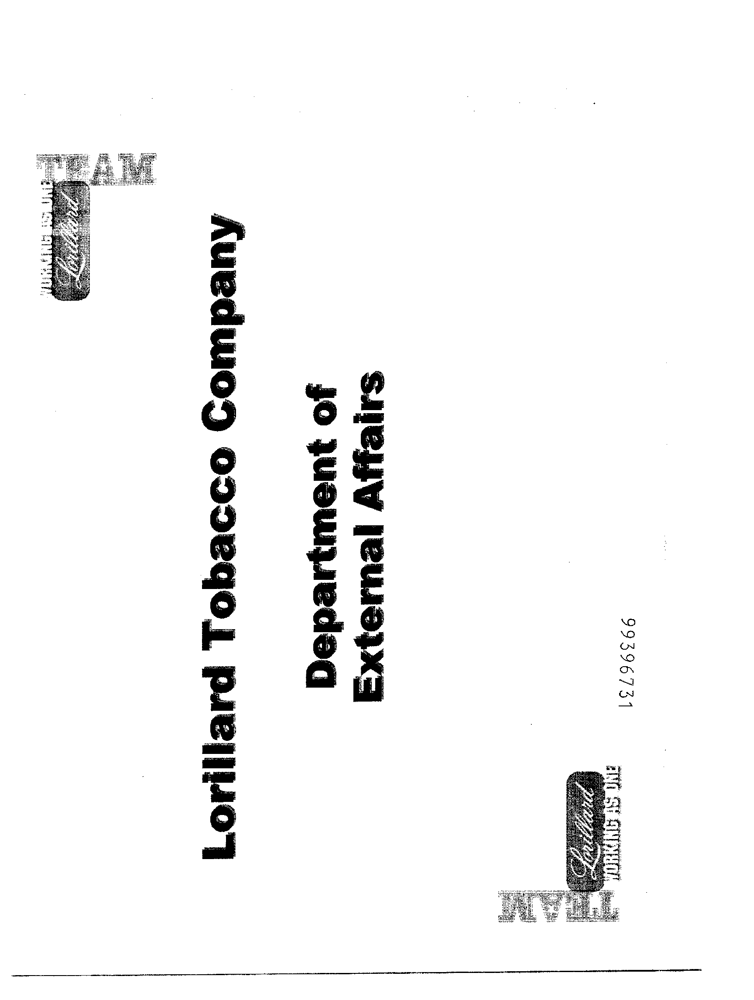 TEAM
Lorillard
WORKING AS ONE
Lorillard Tobacco Company
Department of
External Affairs
99396731
TEAM
Lorillard
WORKING AS ONE